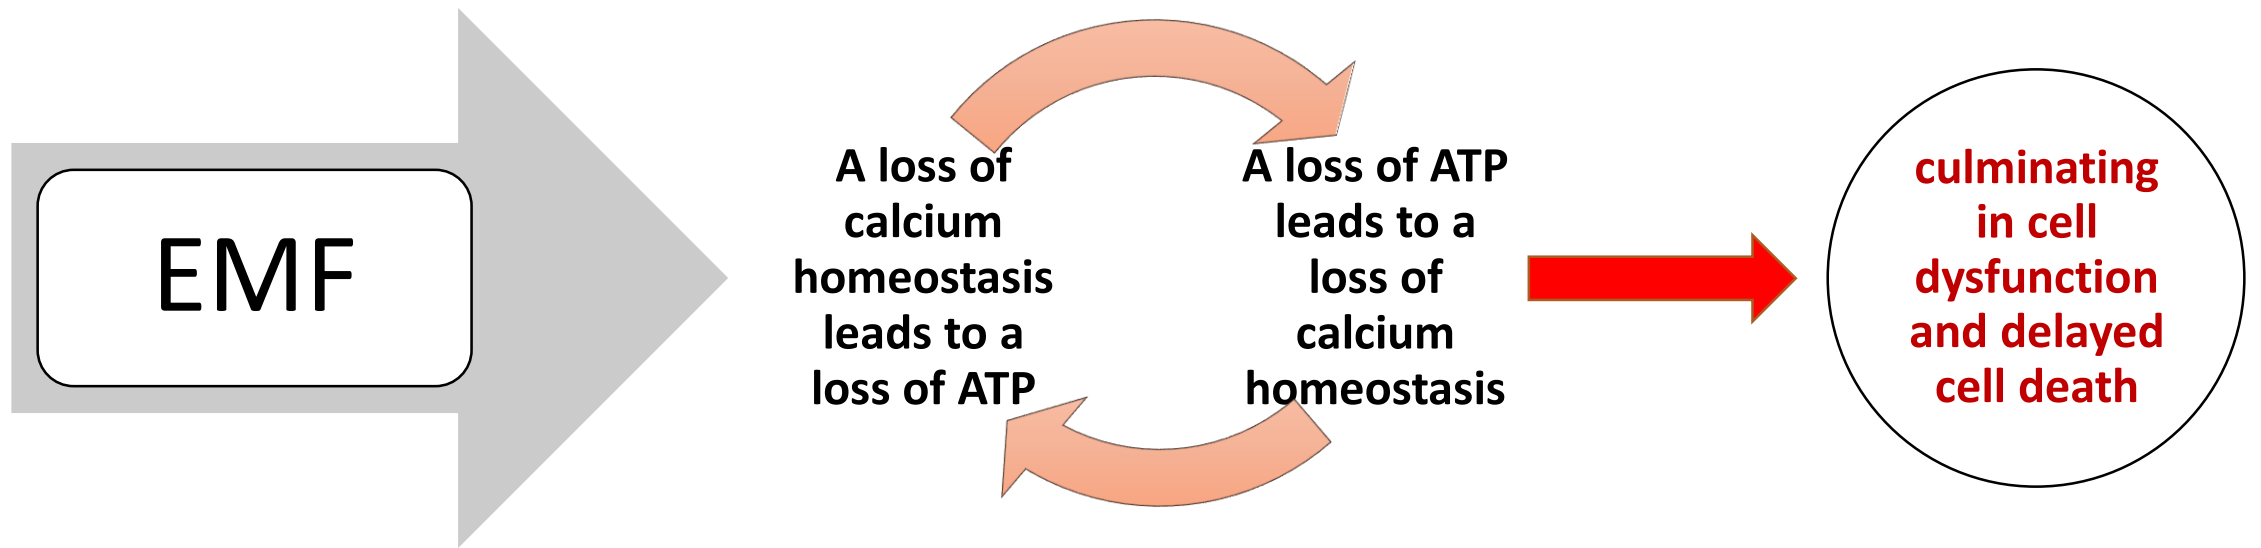 EMF
A loss of
calcium
homeostasis
leads to a
loss of ATP
A loss of ATP
leads to a
loss of
calcium
homeostasis
culminating
in cell
dysfunction
and delayed
cell death